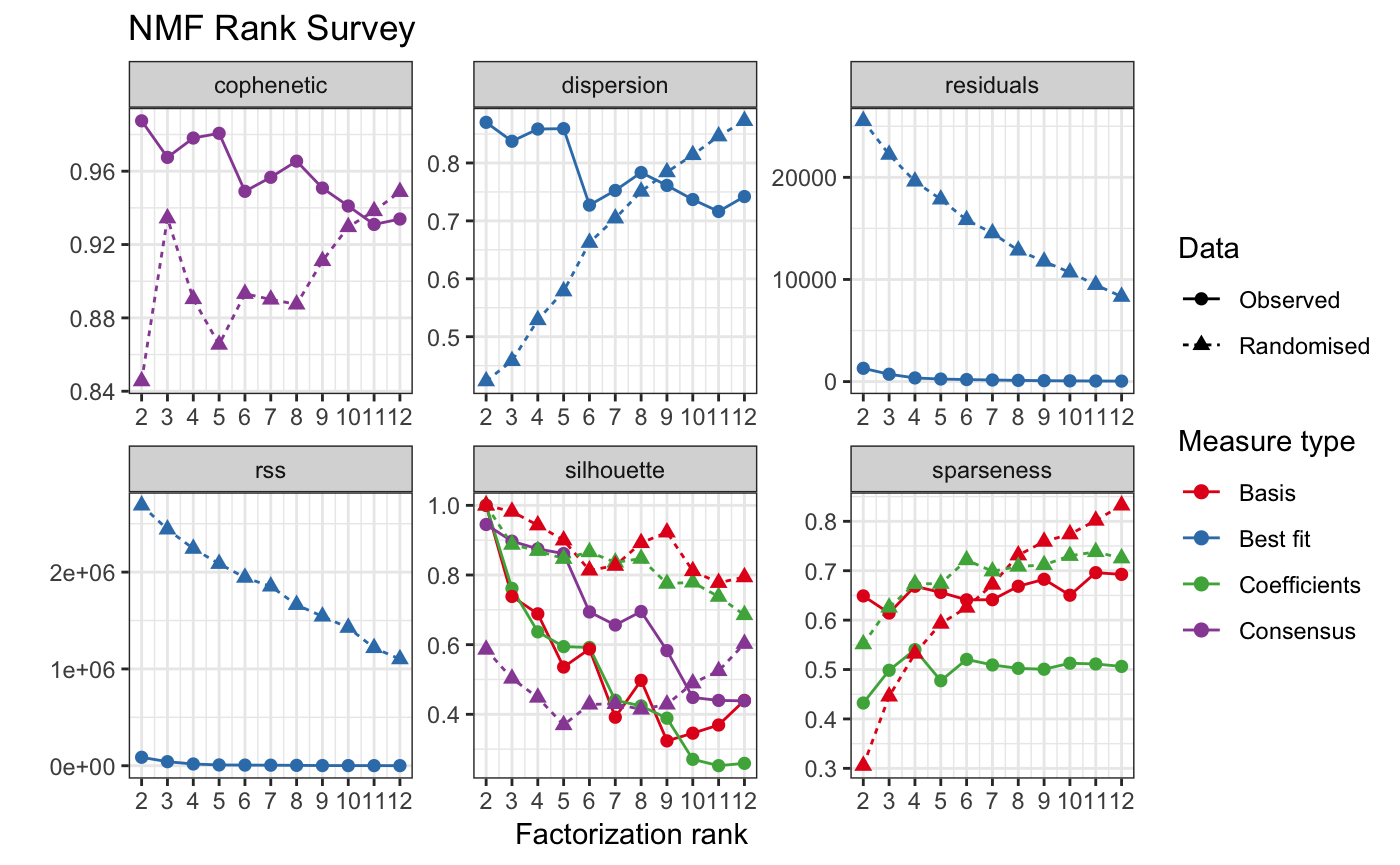 NMF Rank Survey
cophenetic
dispersion
residuals
0.96
0.92
0.88
0.84
2 3 4 5 6 7 8 9 10 11 12
0.8
0.7
0.6
0.5
2 3 4 5 6 7 8 9 10 11 12
20000
10000
0
2 3 4 5 6 7 8 9 10 11 12
rss
silhouette
sparseness
2e+06
1e+06
0e+00
2 3 4 5 6 7 8 9 10 11 12
1.0
0.8
0.6
0.4
2 3 4 5 6 7 8 9 10 11 12
0.8
0.7
0.6
0.5
0.4
0.3
2 3 4 5 6 7 8 9 10 11 12
Factorization rank
Data
Observed
Randomised
Measure type
Basis
Best fit
Coefficients
Consensus